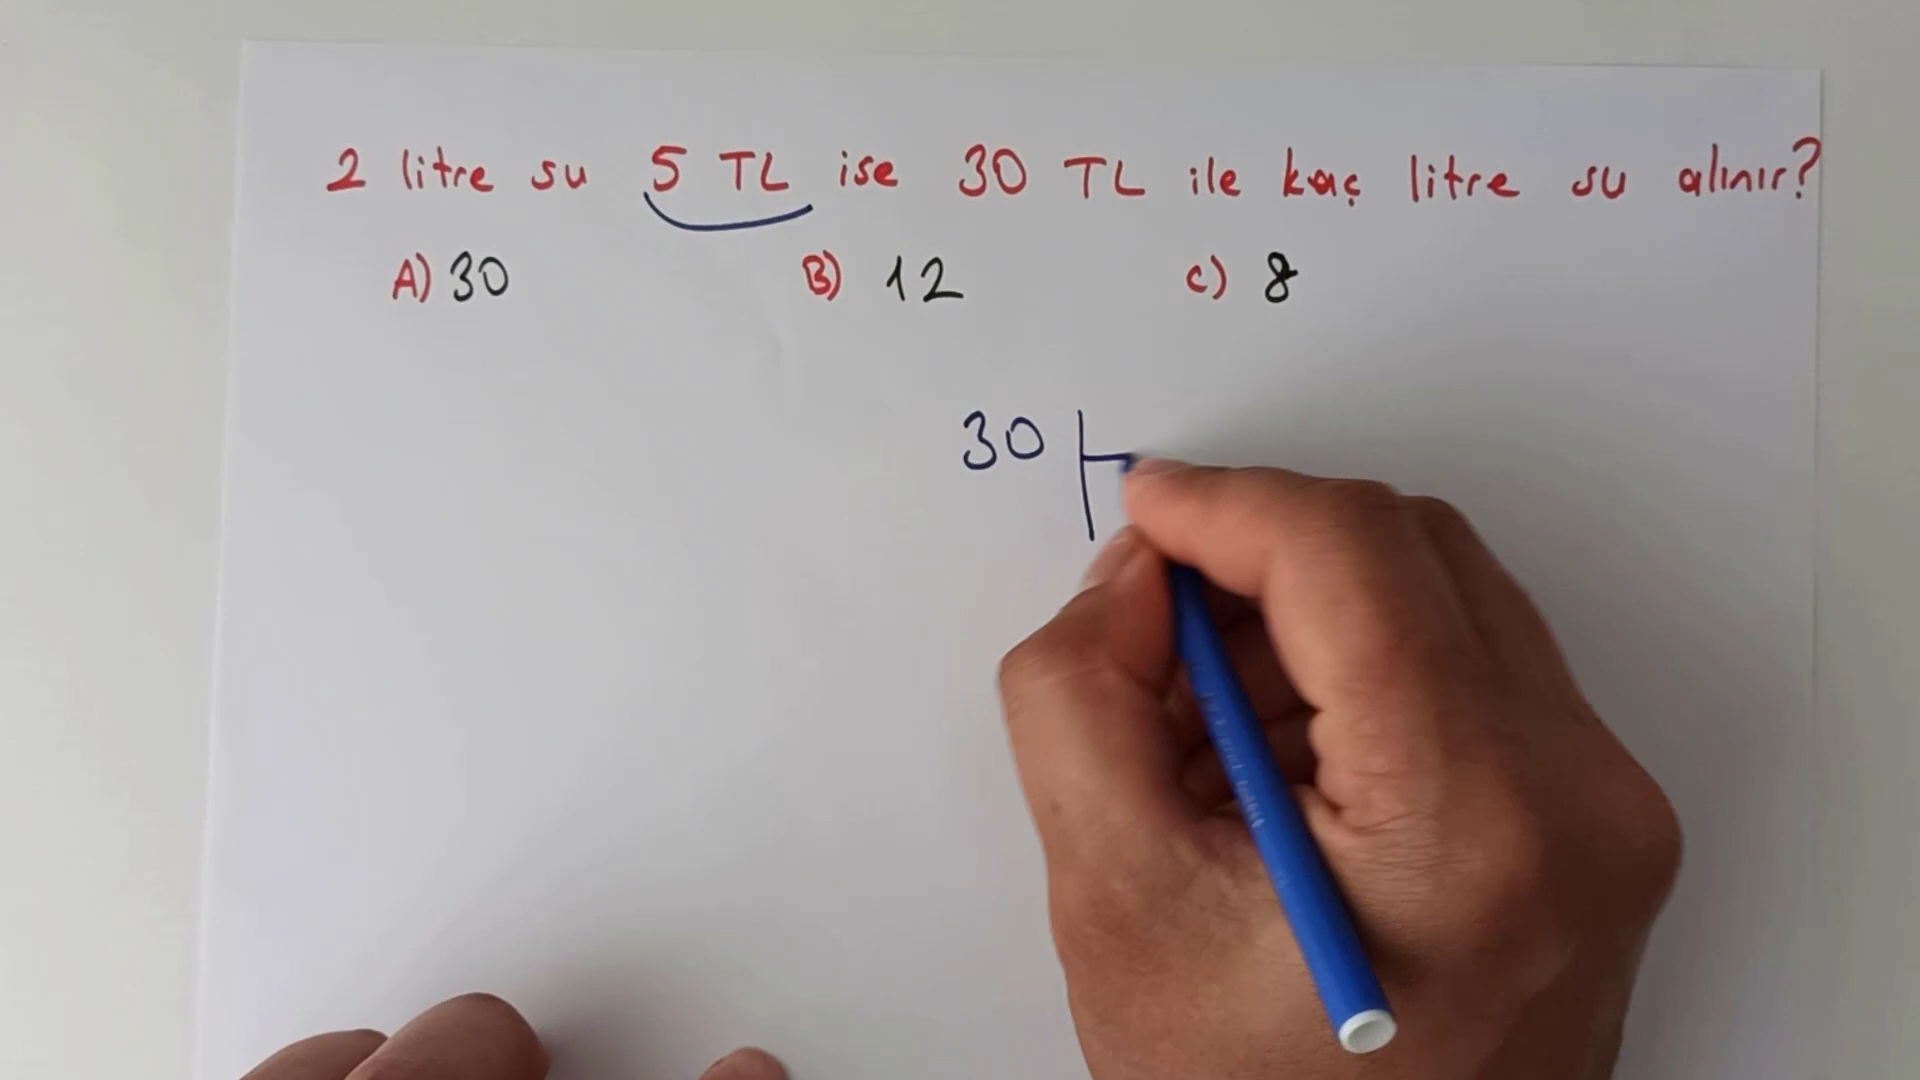 2 litre su 5 TL ise 30 TL ile kaç litre su alınır?
A) 30 B) 12 C) 8
30